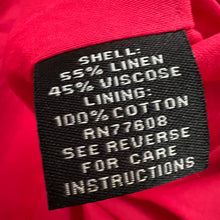 SHELL:
55% LINEN
45% VISCOSE
LINING:
100% COTTON
RN77608
SEE REVERSE
FOR CARE
INSTRUCTIONS